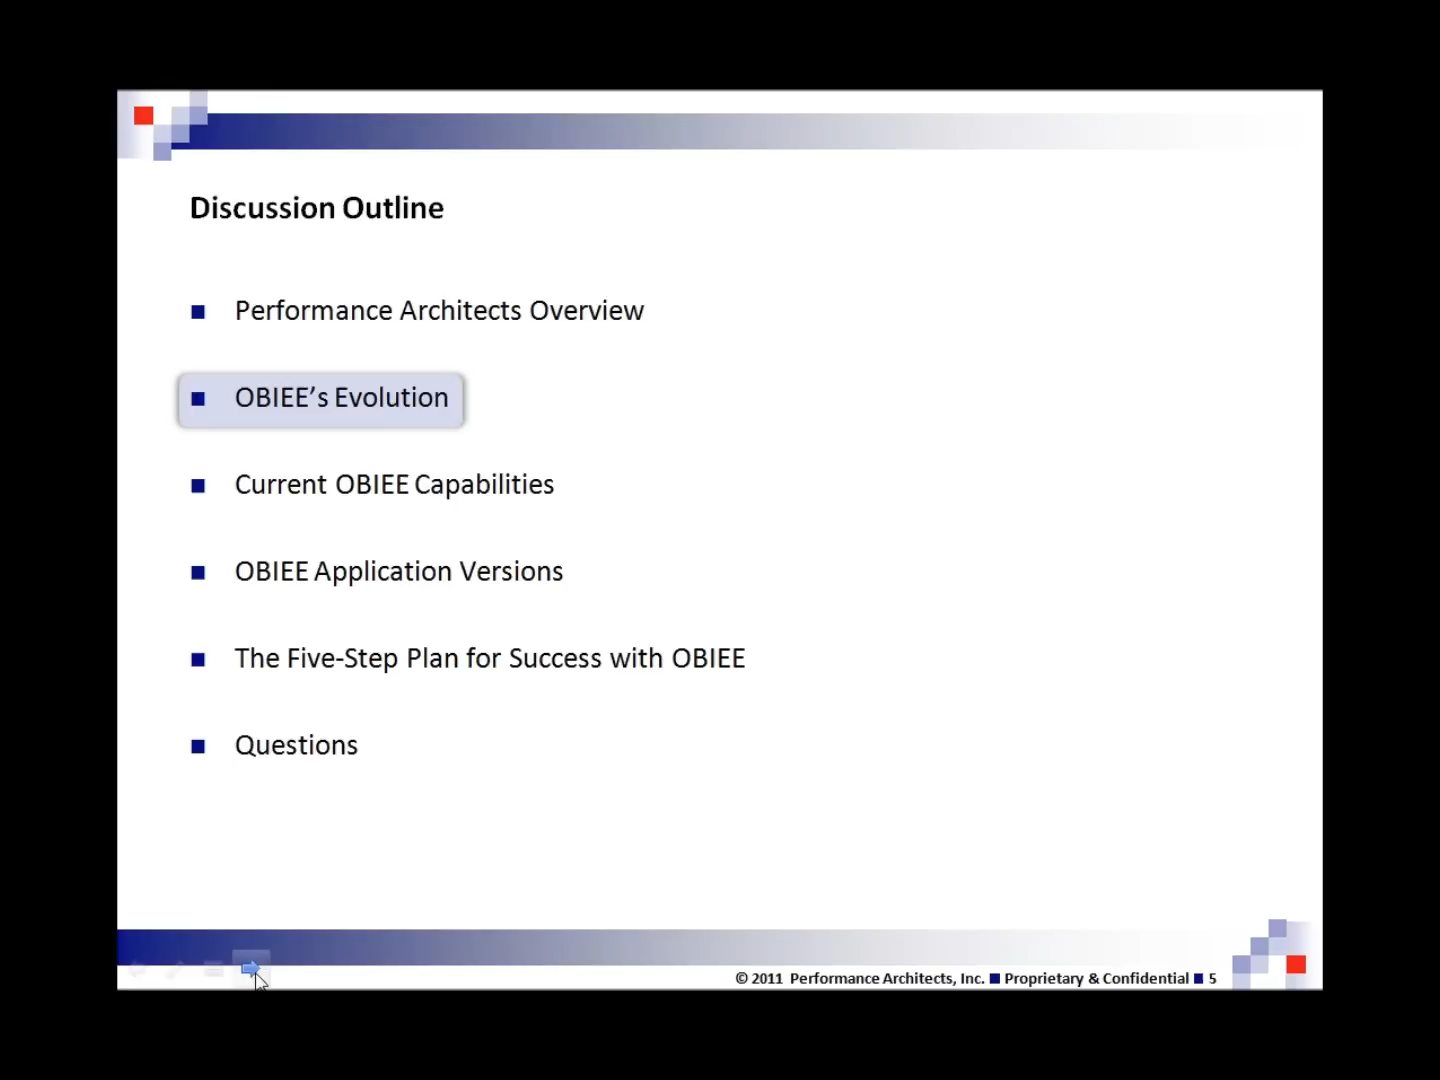 Discussion Outline
Performance Architects Overview
OBIEE’s Evolution
Current OBIEE Capabilities
OBIEE Application Versions
The Five-Step Plan for Success with OBIEE
Questions
© 2011 Performance Architects, Inc. ■ Proprietary & Confidential ■ 5